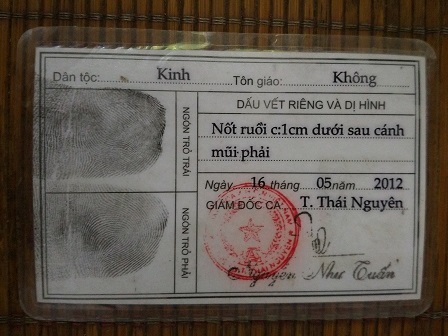 Dân tộc: Kinh Tôn giáo: Không
NGÓN TRỎ TRÁI
NGÓN TRỎ PHẢI
DẤU VẾT RIÊNG VÀ DỊ HÌNH
Nốt ruồi c:1cm dưới sau cánh
mũi phải
Ngày 16 tháng 05 năm 2012
GIÁM ĐỐC CA T. Thái Nguyên
Nguyễn Như Tuấn